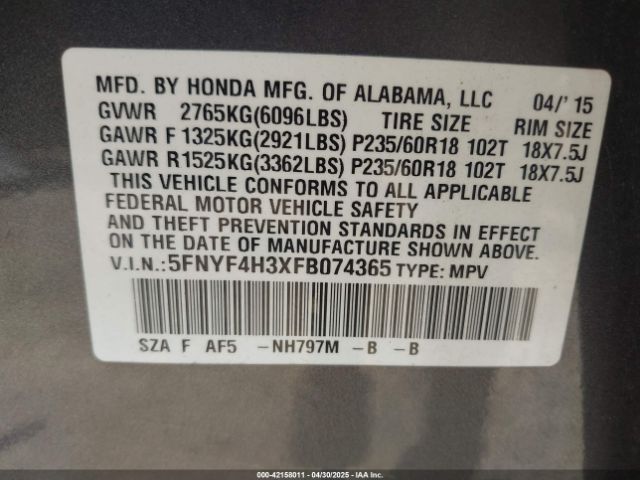 MFD. BY HONDA MFG. OF ALABAMA, LLC 04/'15
GVWR 2765KG(6096LBS) TIRE SIZE RIM SIZE
GAWR F 1325KG(2921LBS) P235/60R18 102T 18X7.5J
GAWR R1525KG(3362LBS) P235/60R18 102T 18X7.5J
THIS VEHICLE CONFORMS TO ALL APPLICABLE
FEDERAL MOTOR VEHICLE SAFETY
AND THEFT PREVENTION STANDARDS IN EFFECT
ON THE DATE OF MANUFACTURE SHOWN ABOVE.
V.I.N.:5FNYF4H3XFB074365 TYPE: MPV
SZA F AF5 -NH797M -B -B
000-42158011 - 04/30/2025 - COPYRIGHT © IAA, LLC.